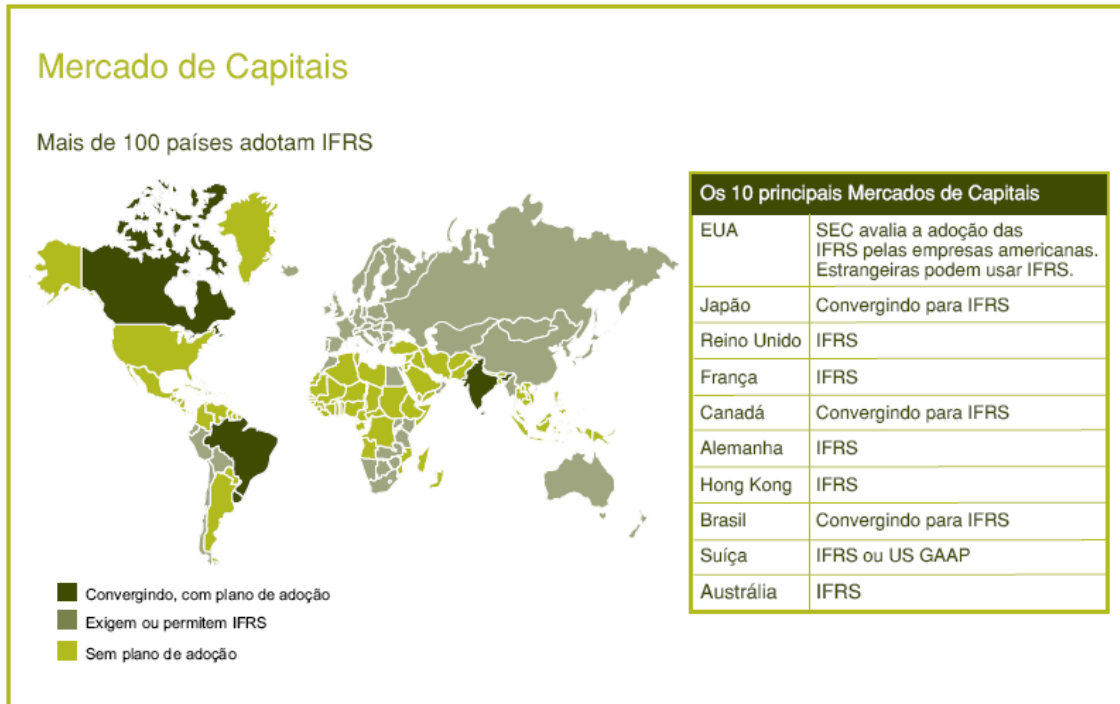 Mercado de Capitais
Mais de 100 países adotam IFRS
Os 10 principais Mercados de Capitais
EUA
SEC avalia a adoção das
IFRS pelas empresas americanas.
Estrangeiras podem usar IFRS.
Japão
Convergindo para IFRS
Reino Unido
IFRS
França
IFRS
Canadá
Convergindo para IFRS
Alemanha
IFRS
Hong Kong
IFRS
Brasil
Convergindo para IFRS
Suíça
IFRS ou US GAAP
Austrália
IFRS
Convergindo, com plano de adoção
Exigem ou permitem IFRS
Sem plano de adoção